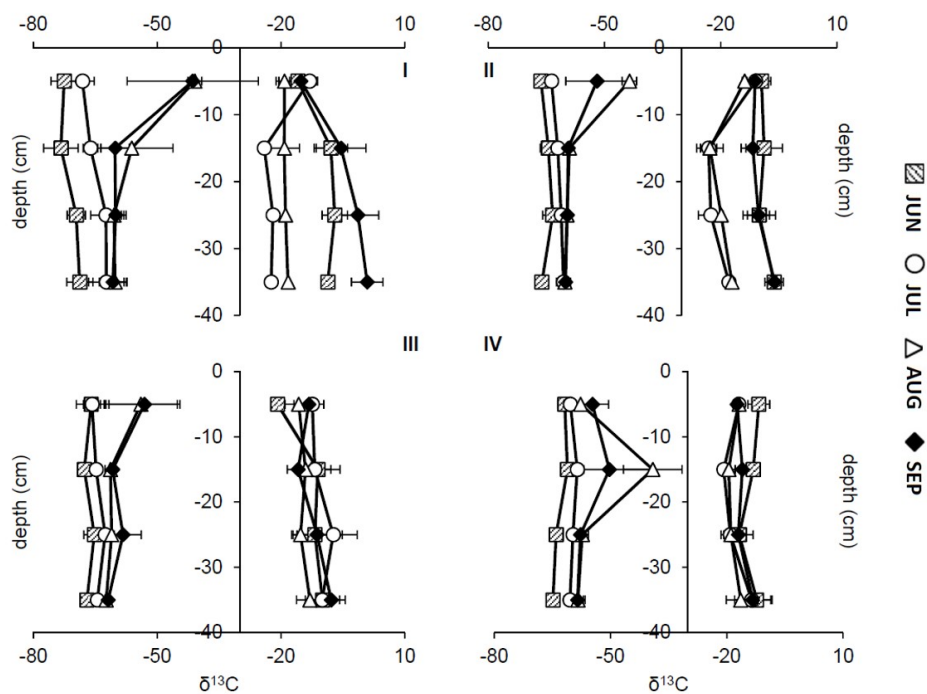 -80 -50 -20 10 -80 -50 -20 10
0 I 0 II
-10 -10
-20 -20
-30 -30
-40 -40
depth (cm) depth (cm)
JUN
JUL
AUG
SEP
III IV
0 0
-10 -10
-20 -20
-30 -30
-40 -40
depth (cm) depth (cm)
-80 -50 -20 10 -80 -50 -20 10
δ¹³C δ¹³C